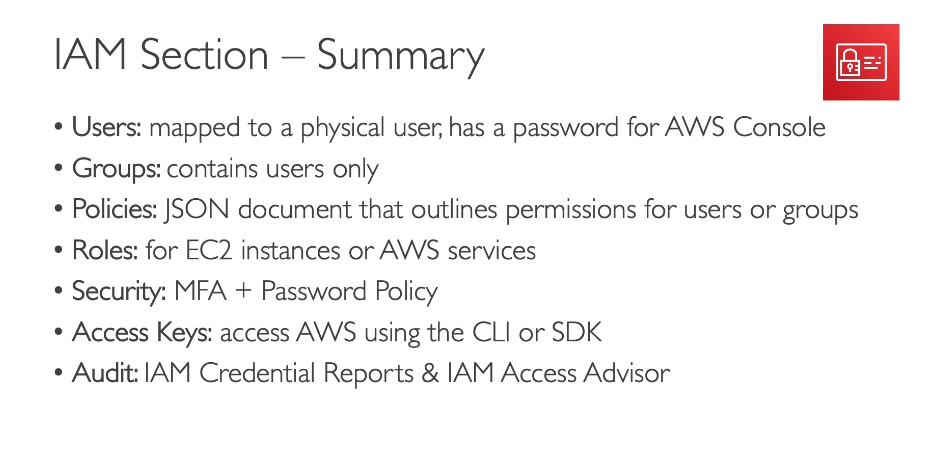 IAM Section – Summary
• Users: mapped to a physical user, has a password for AWS Console
• Groups: contains users only
• Policies: JSON document that outlines permissions for users or groups
• Roles: for EC2 instances or AWS services
• Security: MFA + Password Policy
• Access Keys: access AWS using the CLI or SDK
• Audit: IAM Credential Reports & IAM Access Advisor